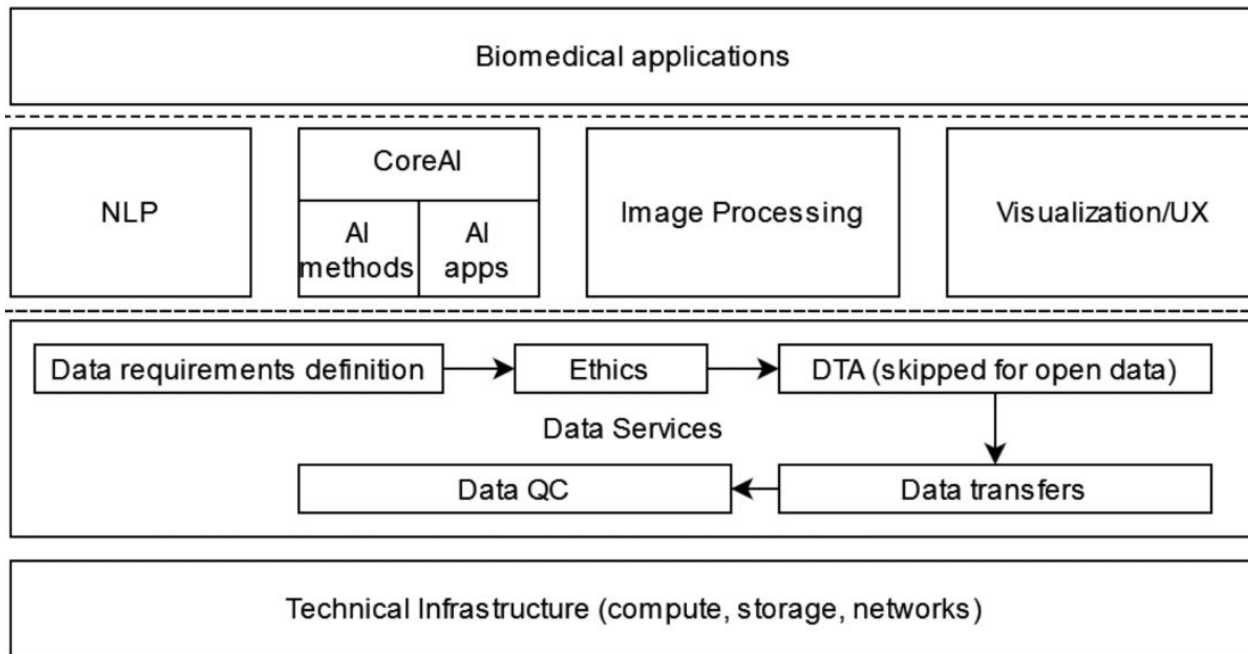 Biomedical applications
NLP
CoreAI
AI
methods
AI
apps
Image Processing
Visualization/UX
Data requirements definition
Ethics
DTA (skipped for open data)
Data Services
Data QC
Data transfers
Technical Infrastructure (compute, storage, networks)